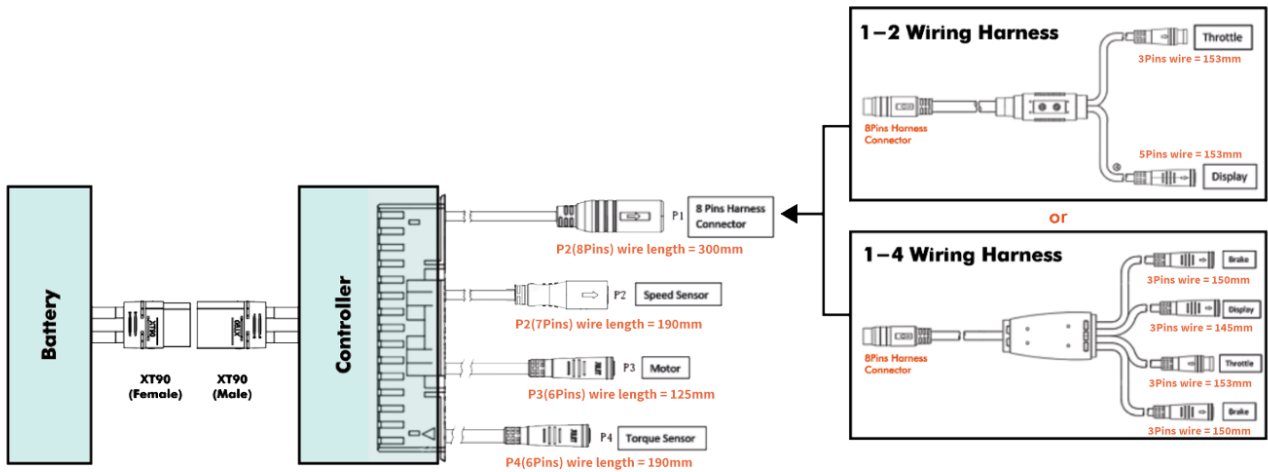 1−2 Wiring Harness
Throttle
3Pins wire = 153mm
8Pins Harness
Connector
5Pins wire = 153mm
Display
or
1−4 Wiring Harness
Brake
3Pins wire = 150mm
Display
3Pins wire = 145mm
8Pins Harness
Connector
Throttle
3Pins wire = 153mm
Brake
3Pins wire = 150mm
Battery
XT90
XT90
XT90
(Female)
XT90
(Male)
Controller
P1
8 Pins Harness
Connector
P2(8Pins) wire length = 300mm
P2
Speed Sensor
P2(7Pins) wire length = 190mm
P3
Motor
P3(6Pins) wire length = 125mm
P4
Torque Sensor
P4(6Pins) wire length = 190mm